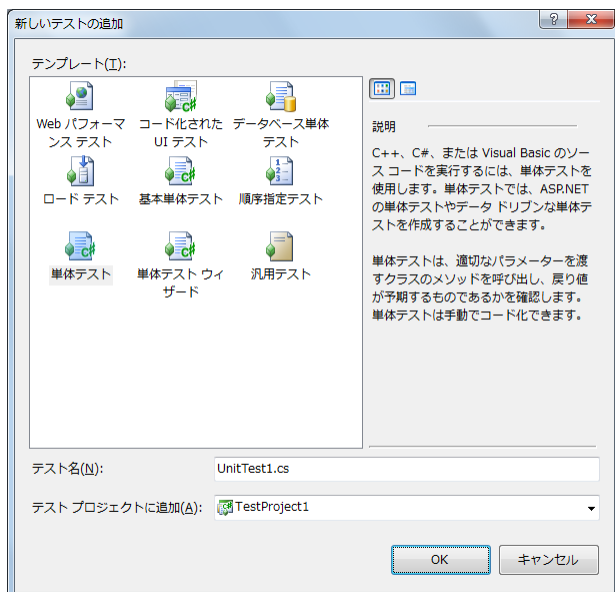 新しいテストの追加
テンプレート(T):
Web パフォーマ
ンス テスト
コード化された
UI テスト
データベース単体
テスト
ロード テスト
基本単体テスト
順序指定テスト
単体テスト
単体テスト ウィ
ザード
汎用テスト
説明
C++、C#、または Visual Basic のソー
ス コードを実行するには、単体テストを
使用します。単体テストでは、ASP.NET
の単体テストやデータ ドリブンな単体テ
ストを作成することができます。
単体テストは、適切なパラメーターを渡
すクラスのメソッドを呼び出し、戻り値
が予期するものであるかを確認します。
単体テストは手動でコード化できます。
テスト名(N):
UnitTest1.cs
テスト プロジェクトに追加(A):
TestProject1
OK
キャンセル